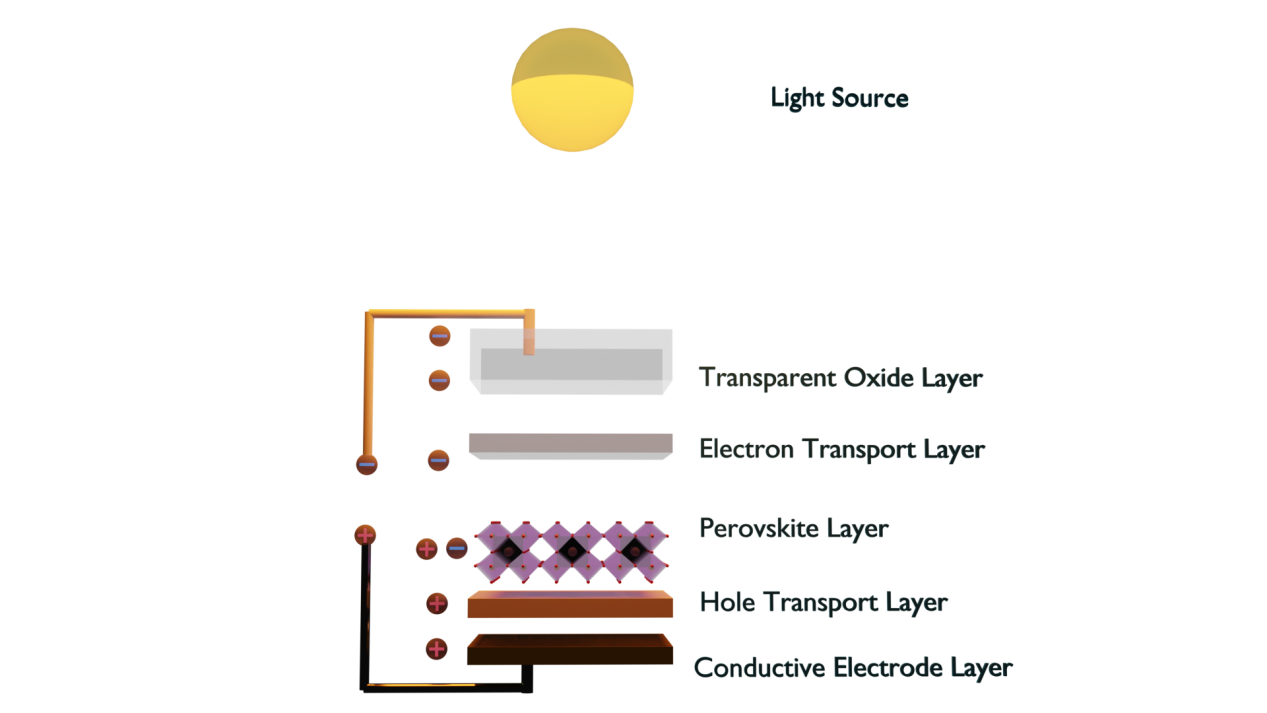 Light Source
Transparent Oxide Layer
Electron Transport Layer
Perovskite Layer
Hole Transport Layer
Conductive Electrode Layer